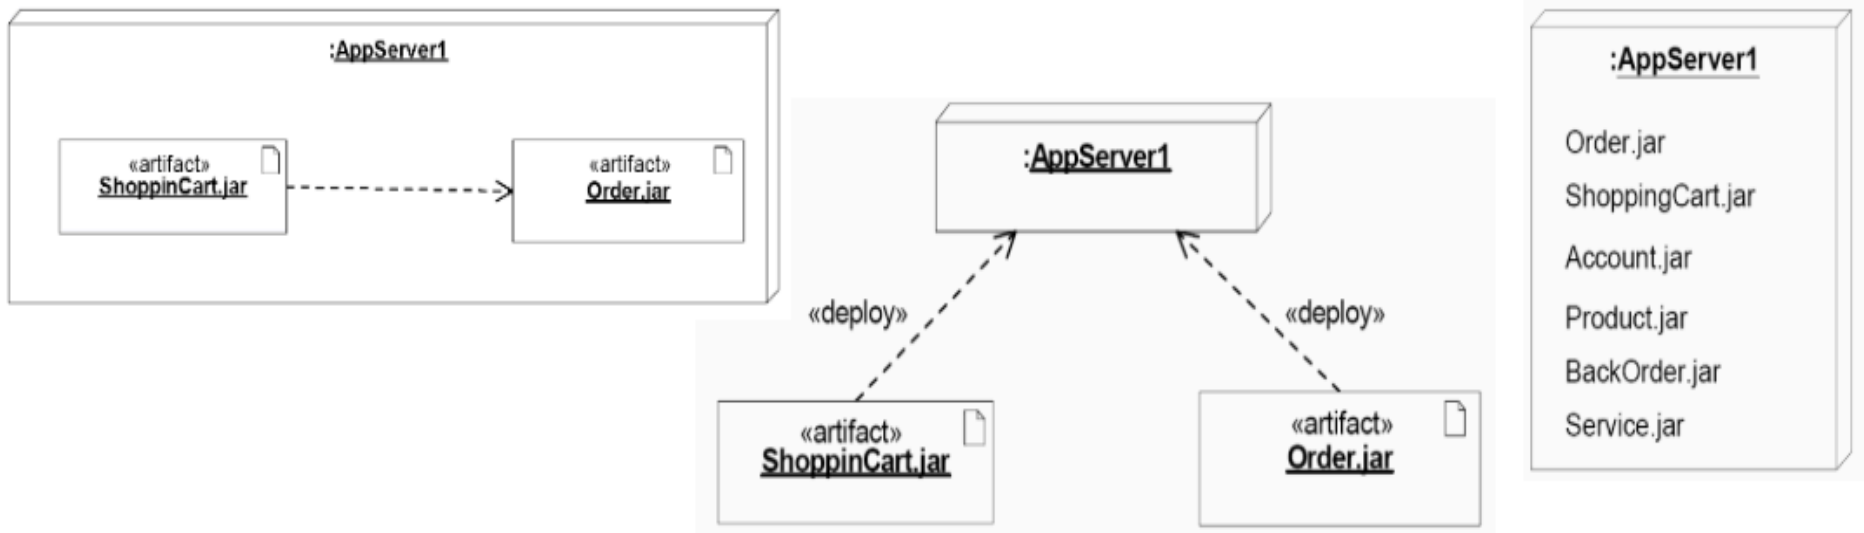 :AppServer1
«artifact»
ShoppinCart.jar
«artifact»
Order.jar
:AppServer1
«deploy»
«deploy»
«artifact»
ShoppinCart.jar
«artifact»
Order.jar
:AppServer1
Order.jar
ShoppingCart.jar
Account.jar
Product.jar
BackOrder.jar
Service.jar